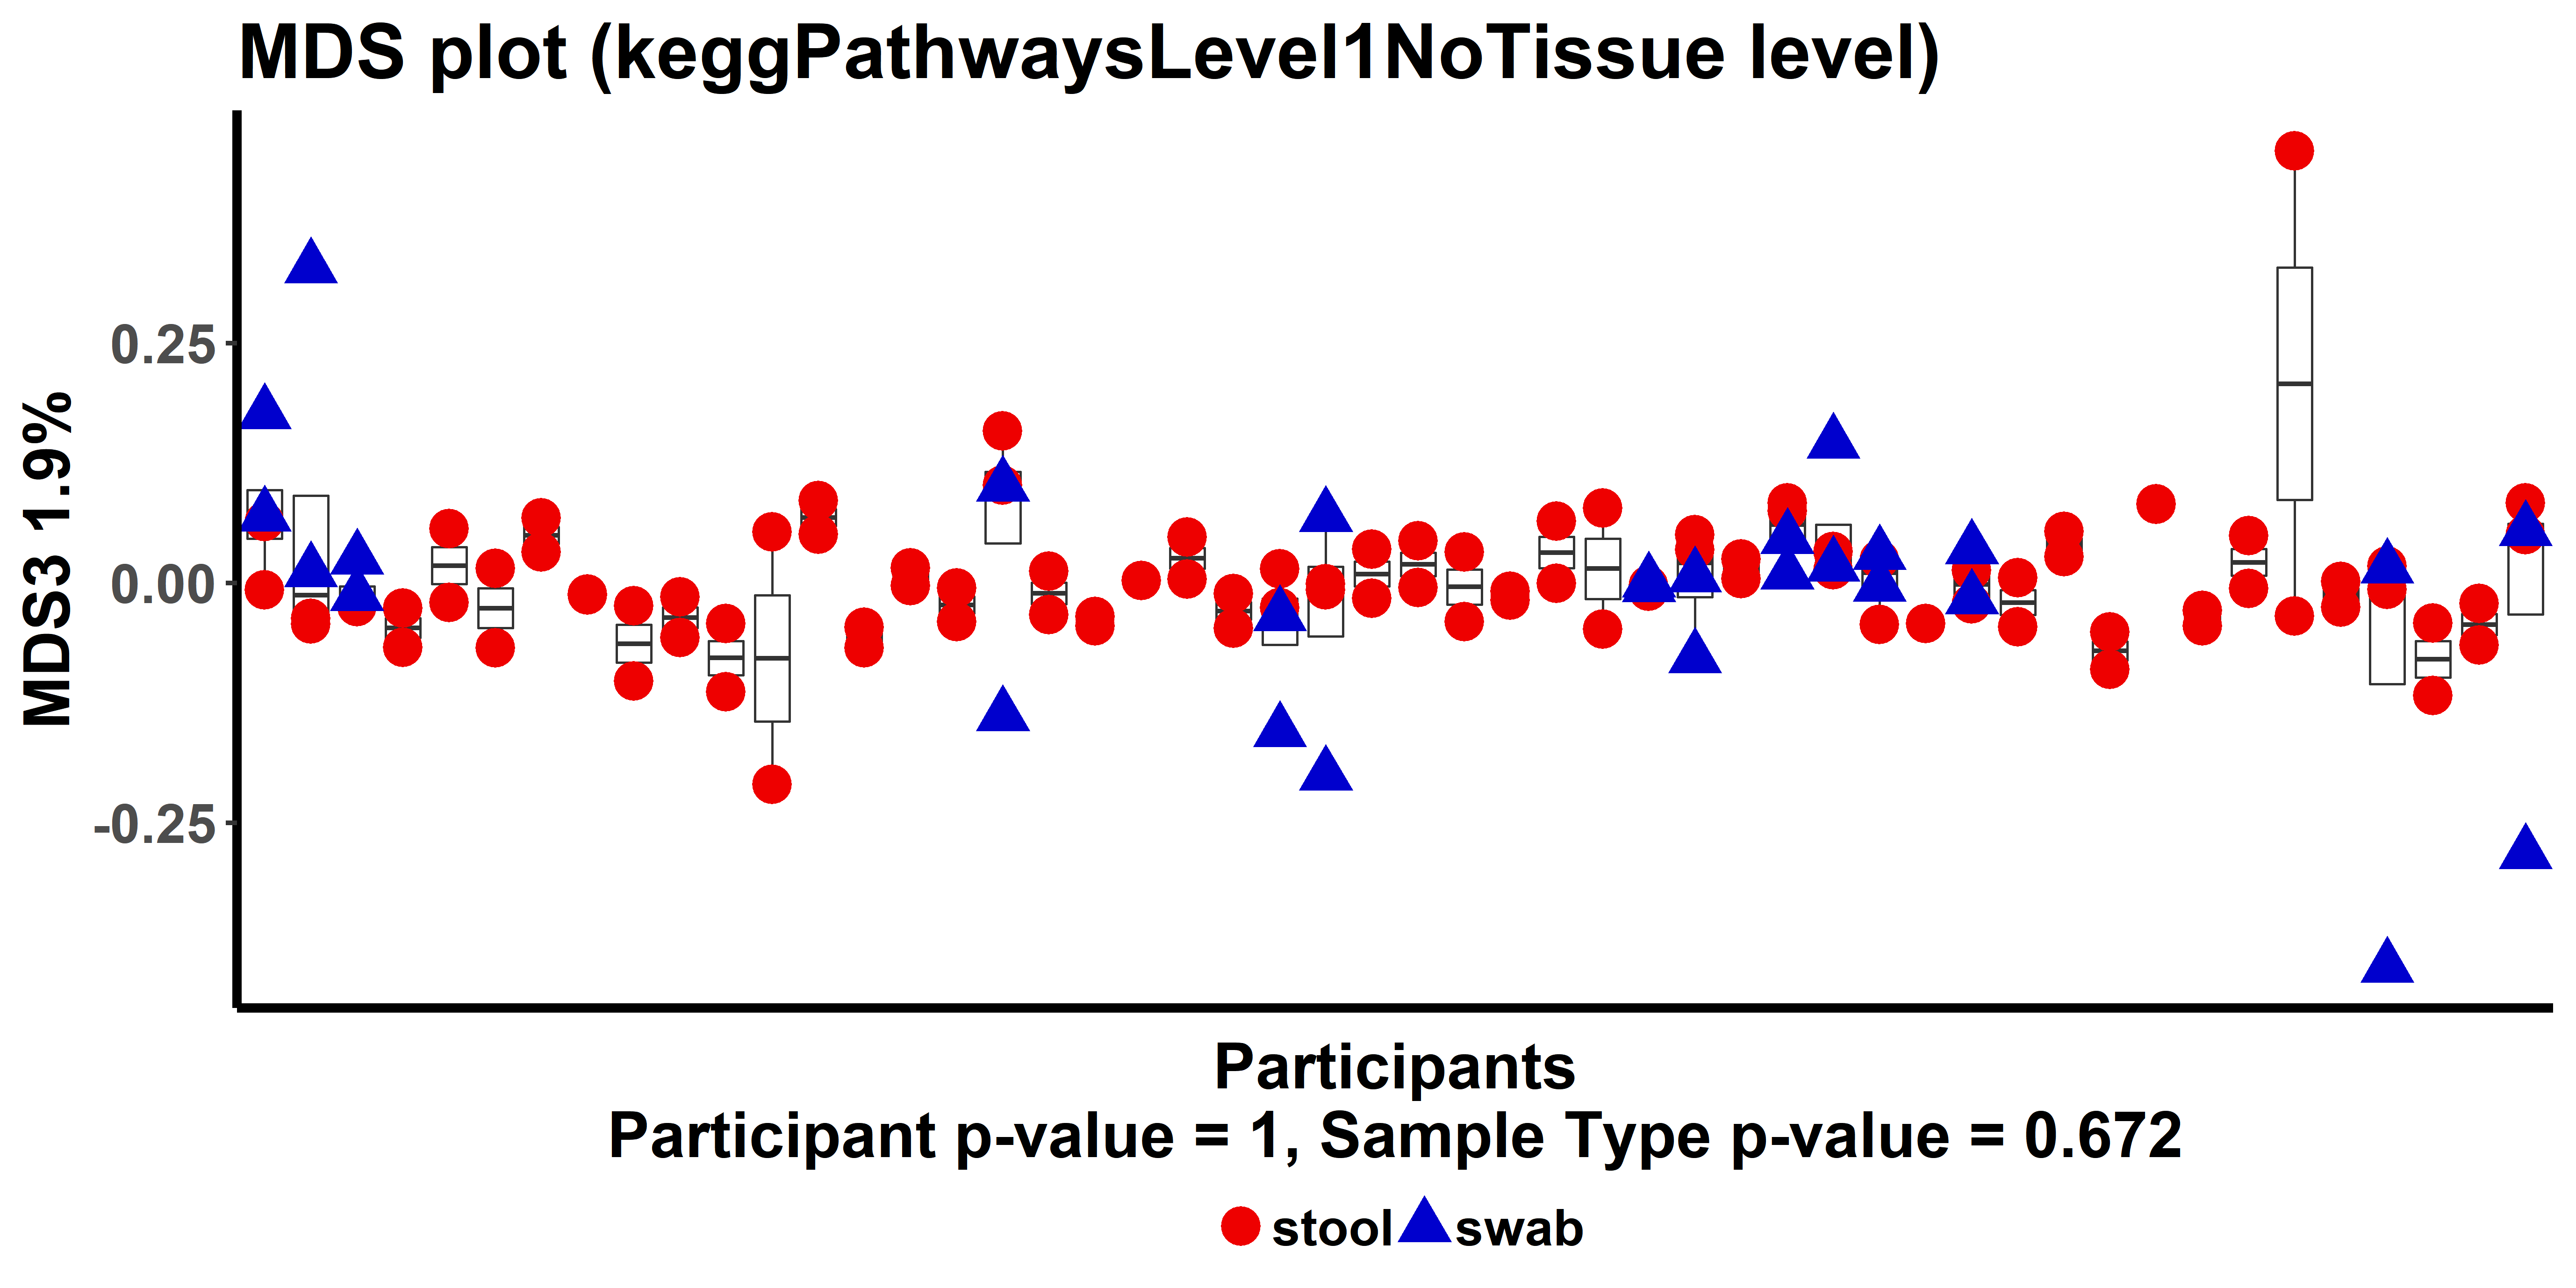 MDS plot (keggPathwaysLevel1NoTissue level)
MDS3 1.9%
0.25
0.00
-0.25
Participants
Participant p-value = 1, Sample Type p-value = 0.672
stool swab